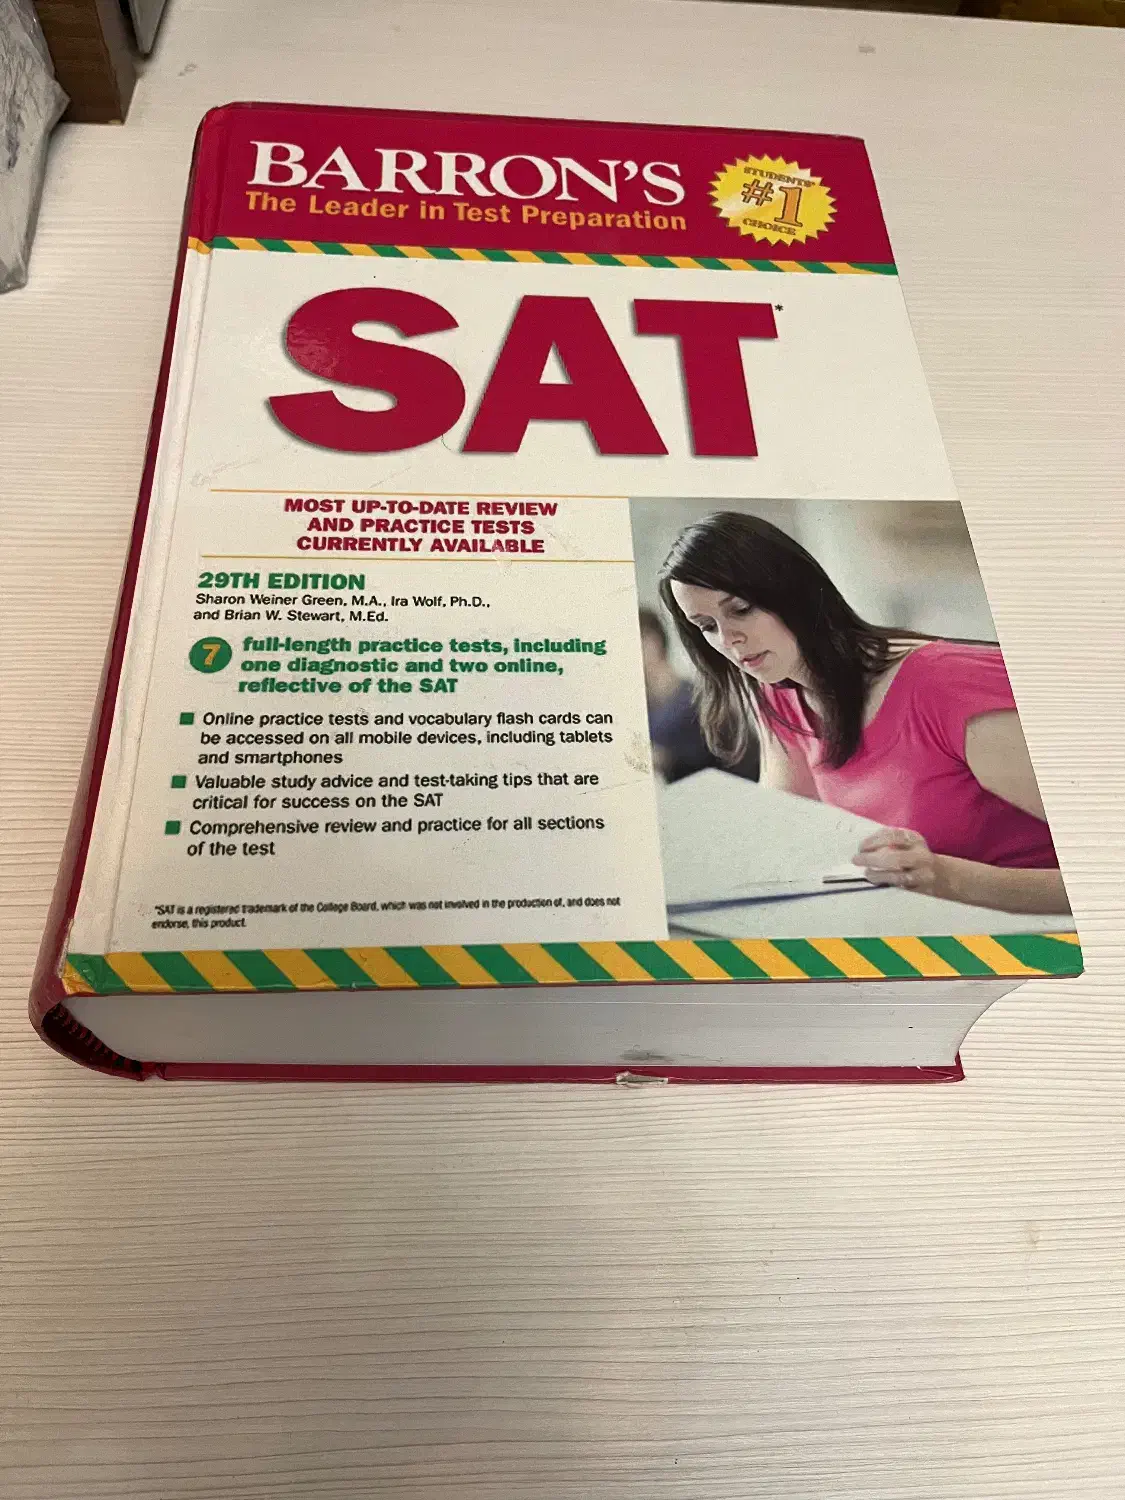 BARRON'S
The Leader in Test Preparation
STUDENTS'
#1
CHOICE
SAT*
MOST UP-TO-DATE REVIEW
AND PRACTICE TESTS
CURRENTLY AVAILABLE
29TH EDITION
Sharon Weiner Green, M.A., Ira Wolf, Ph.D.,
and Brian W. Stewart, M.Ed.
7 full-length practice tests, including
one diagnostic and two online,
reflective of the SAT
Online practice tests and vocabulary flash cards can
be accessed on all mobile devices, including tablets
and smartphones
Valuable study advice and test-taking tips that are
critical for success on the SAT
Comprehensive review and practice for all sections
of the test
*SAT is a registered trademark of the College Board, which was not involved in the production of, and does not
endorse, this product.